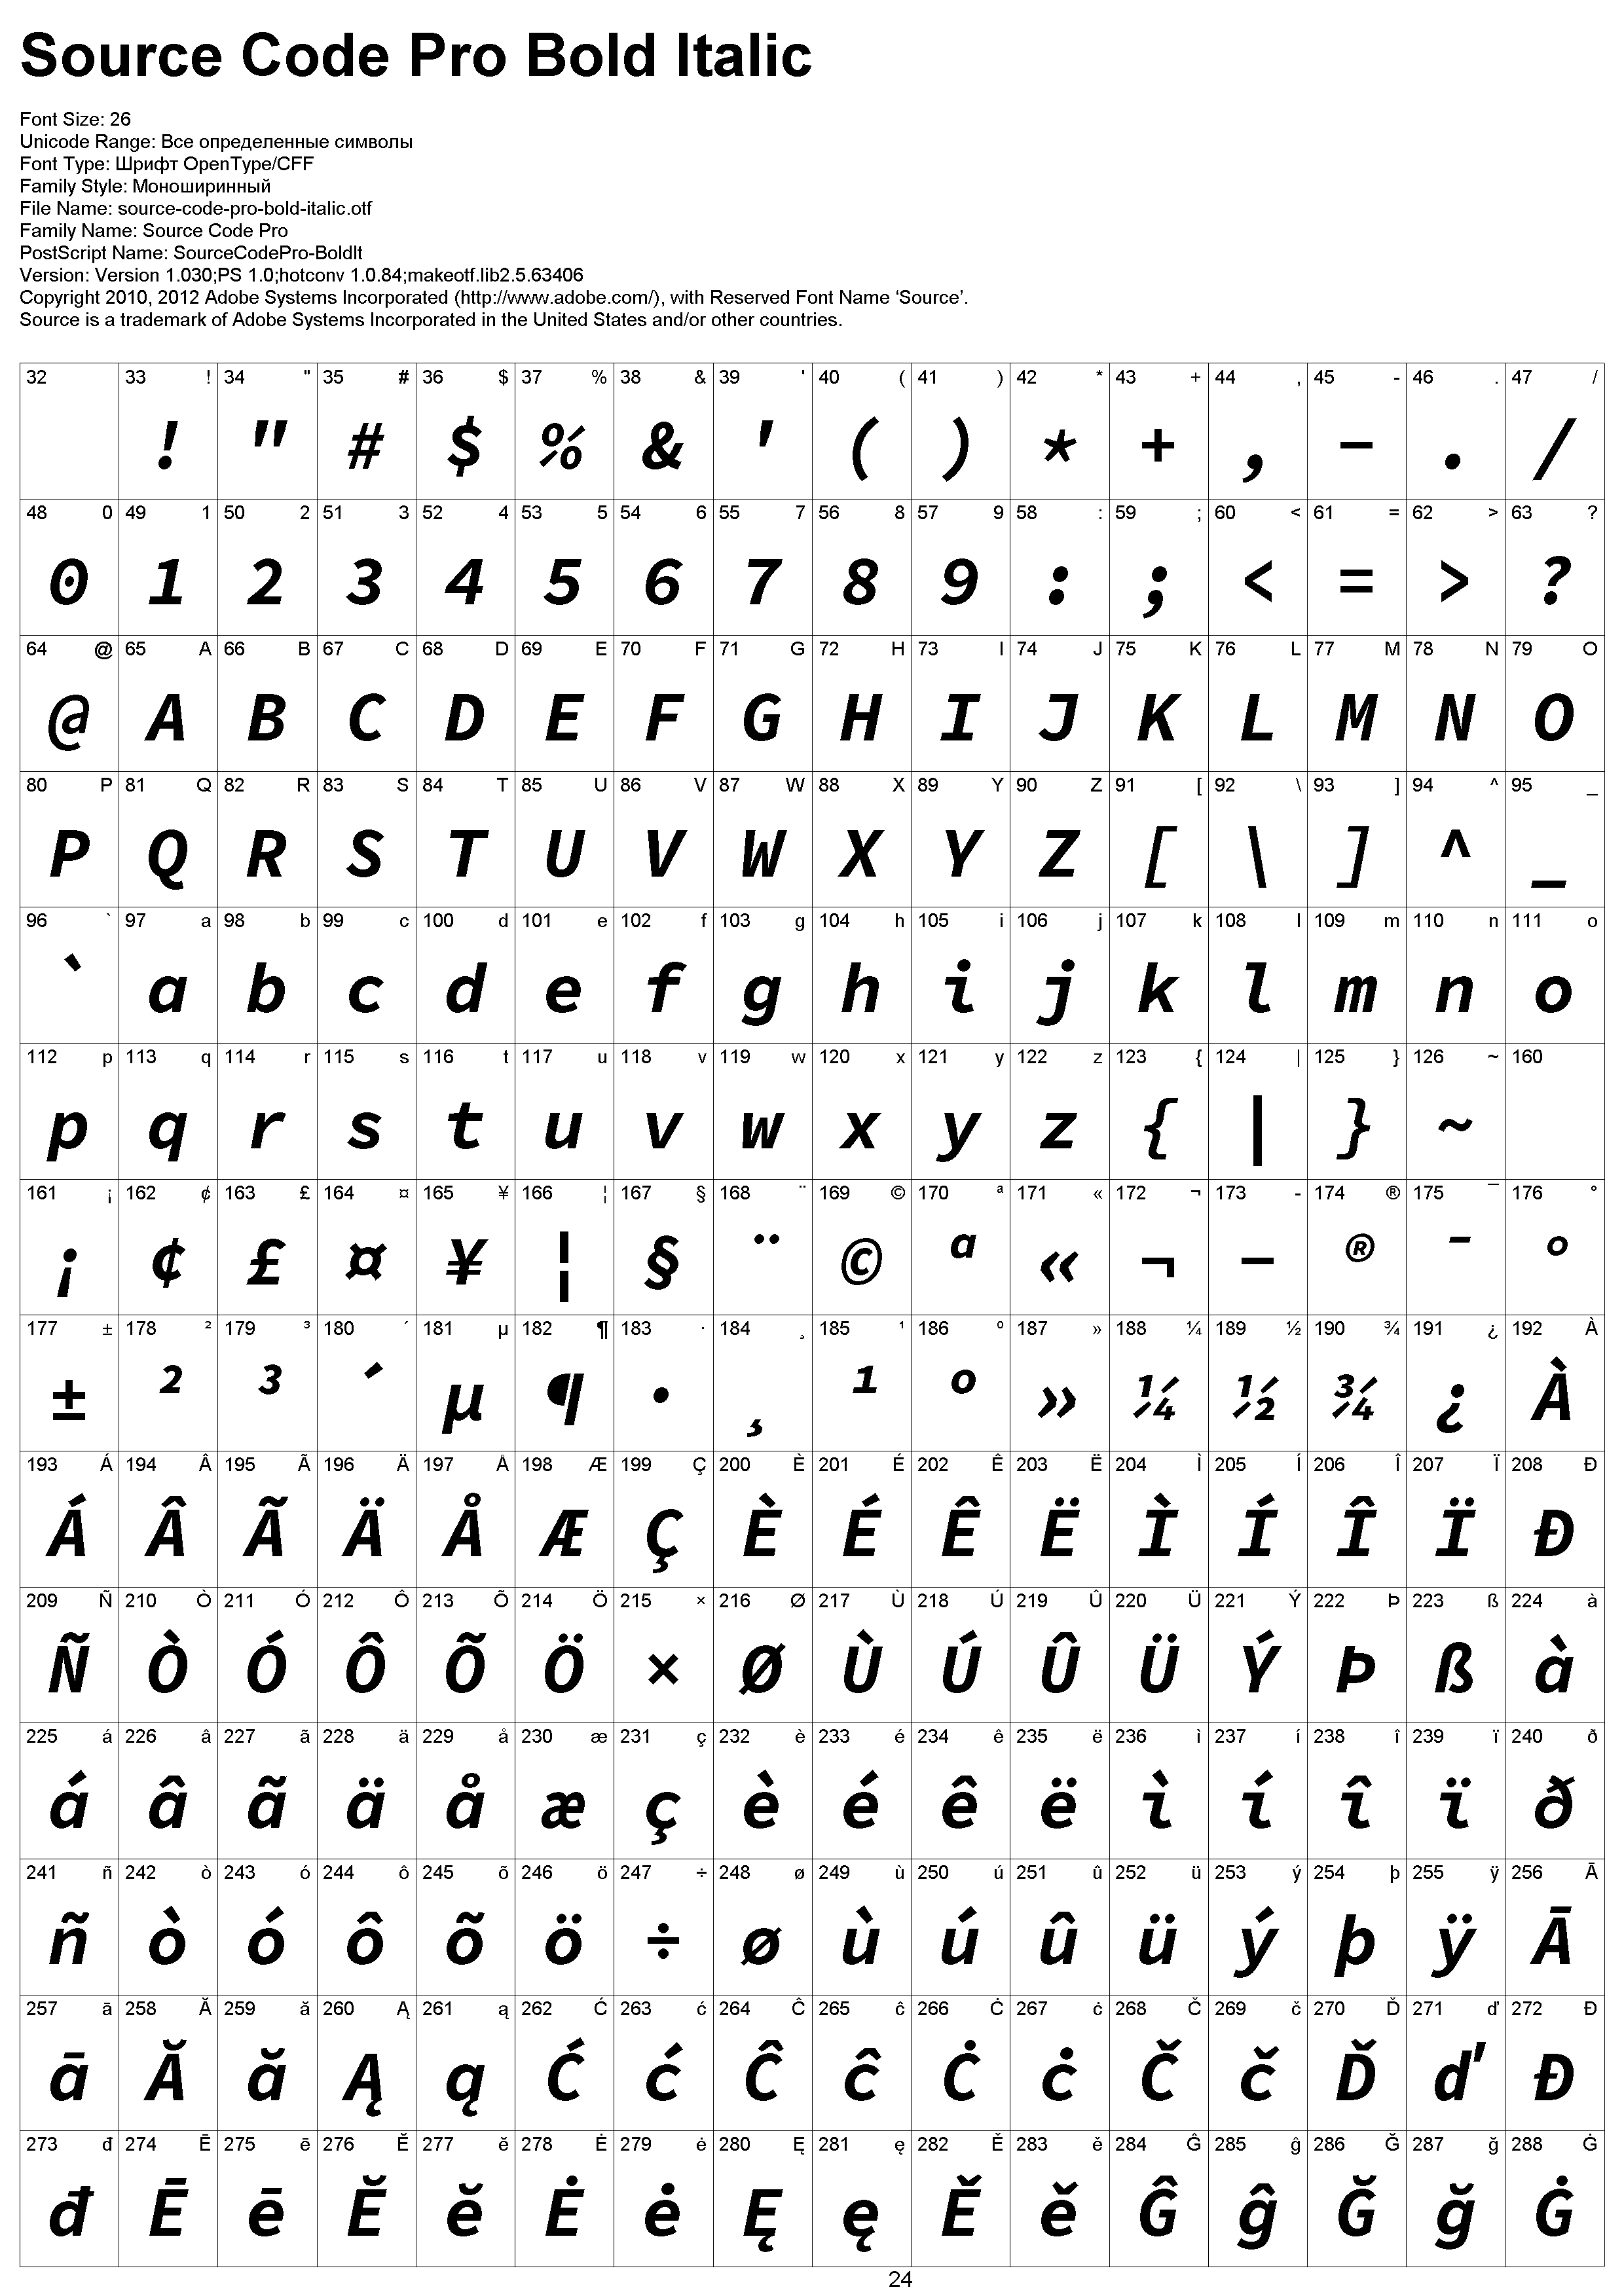 Source Code Pro Bold Italic
Font Size: 26
Unicode Range: Все определенные символы
Font Type: Шрифт OpenType/CFF
Family Style: Моноширинный
File Name: source-code-pro-bold-italic.otf
Family Name: Source Code Pro
PostScript Name: SourceCodePro-BoldIt
Version: Version 1.030;PS 1.0;hotconv 1.0.84;makeotf.lib2.5.63406
Copyright 2010, 2012 Adobe Systems Incorporated (http://www.adobe.com/), with Reserved Font Name ‘Source’.
Source is a trademark of Adobe Systems Incorporated in the United States and/or other countries.
32 33 ! 34 " 35 # 36 $ 37 % 38 & 39 ' 40 ( 41 ) 42 * 43 + 44 , 45 - 46 . 47 /
! " # $ % & ' ( ) * + , - . /
48 0 49 1 50 2 51 3 52 4 53 5 54 6 55 7 56 8 57 9 58 : 59 ; 60 < 61 = 62 > 63 ?
0 1 2 3 4 5 6 7 8 9 : ; < = > ?
64 @ 65 A 66 B 67 C 68 D 69 E 70 F 71 G 72 H 73 I 74 J 75 K 76 L 77 M 78 N 79 O
@ A B C D E F G H I J K L M N O
80 P 81 Q 82 R 83 S 84 T 85 U 86 V 87 W 88 X 89 Y 90 Z 91 [ 92 \ 93 ] 94 ^ 95 _
P Q R S T U V W X Y Z [ \ ] ^ _
96 ` 97 a 98 b 99 c 100 d 101 e 102 f 103 g 104 h 105 i 106 j 107 k 108 l 109 m 110 n 111 o
` a b c d e f g h i j k l m n o
112 p 113 q 114 r 115 s 116 t 117 u 118 v 119 w 120 x 121 y 122 z 123 { 124 | 125 } 126 ~ 160
p q r s t u v w x y z { | } ~
161 ¡ 162 ¢ 163 £ 164 ¤ 165 ¥ 166 ¦ 167 § 168 ¨ 169 © 170 ª 171 « 172 ¬ 173 - 174 ® 175 ¯ 176 °
¡ ¢ £ ¤ ¥ ¦ § ¨ © ª « ¬ - ® ¯ °
177 ± 178 ² 179 ³ 180 ´ 181 µ 182 ¶ 183 · 184 ¸ 185 ¹ 186 º 187 » 188 ¼ 189 ½ 190 ¾ 191 ¿ 192 À
± ² ³ ´ µ ¶ · ¸ ¹ º » ¼ ½ ¾ ¿ À
193 Á 194 Â 195 Ã 196 Ä 197 Å 198 Æ 199 Ç 200 È 201 É 202 Ê 203 Ë 204 Ì 205 Í 206 Î 207 Ï 208 Ð
Á Â Ã Ä Å Æ Ç È É Ê Ë Ì Í Î Ï Ð
209 Ñ 210 Ò 211 Ó 212 Ô 213 Õ 214 Ö 215 × 216 Ø 217 Ù 218 Ú 219 Û 220 Ü 221 Ý 222 Þ 223 ß 224 à
Ñ Ò Ó Ô Õ Ö × Ø Ù Ú Û Ü Ý Þ ß à
225 á 226 â 227 ã 228 ä 229 å 230 æ 231 ç 232 è 233 é 234 ê 235 ë 236 ì 237 í 238 î 239 ï 240 ð
á â ã ä å æ ç è é ê ë ì í î ï ð
241 ñ 242 ò 243 ó 244 ô 245 õ 246 ö 247 ÷ 248 ø 249 ù 250 ú 251 û 252 ü 253 ý 254 þ 255 ÿ 256 Ā
ñ ò ó ô õ ö ÷ ø ù ú û ü ý þ ÿ Ā
257 ā 258 Ă 259 ă 260 Ą 261 ą 262 Ć 263 ć 264 Ĉ 265 ĉ 266 Ċ 267 ċ 268 Č 269 č 270 Ď 271 ď 272 Đ
ā Ă ă Ą ą Ć ć Ĉ ĉ Ċ ċ Č č Ď ď Đ
273 đ 274 Ē 275 ē 276 Ĕ 277 ĕ 278 Ė 279 ė 280 Ę 281 ę 282 Ě 283 ě 284 Ĝ 285 ĝ 286 Ğ 287 ğ 288 Ġ
đ Ē ē Ĕ ĕ Ė ė Ę ę Ě ě Ĝ ĝ Ğ ğ Ġ
24